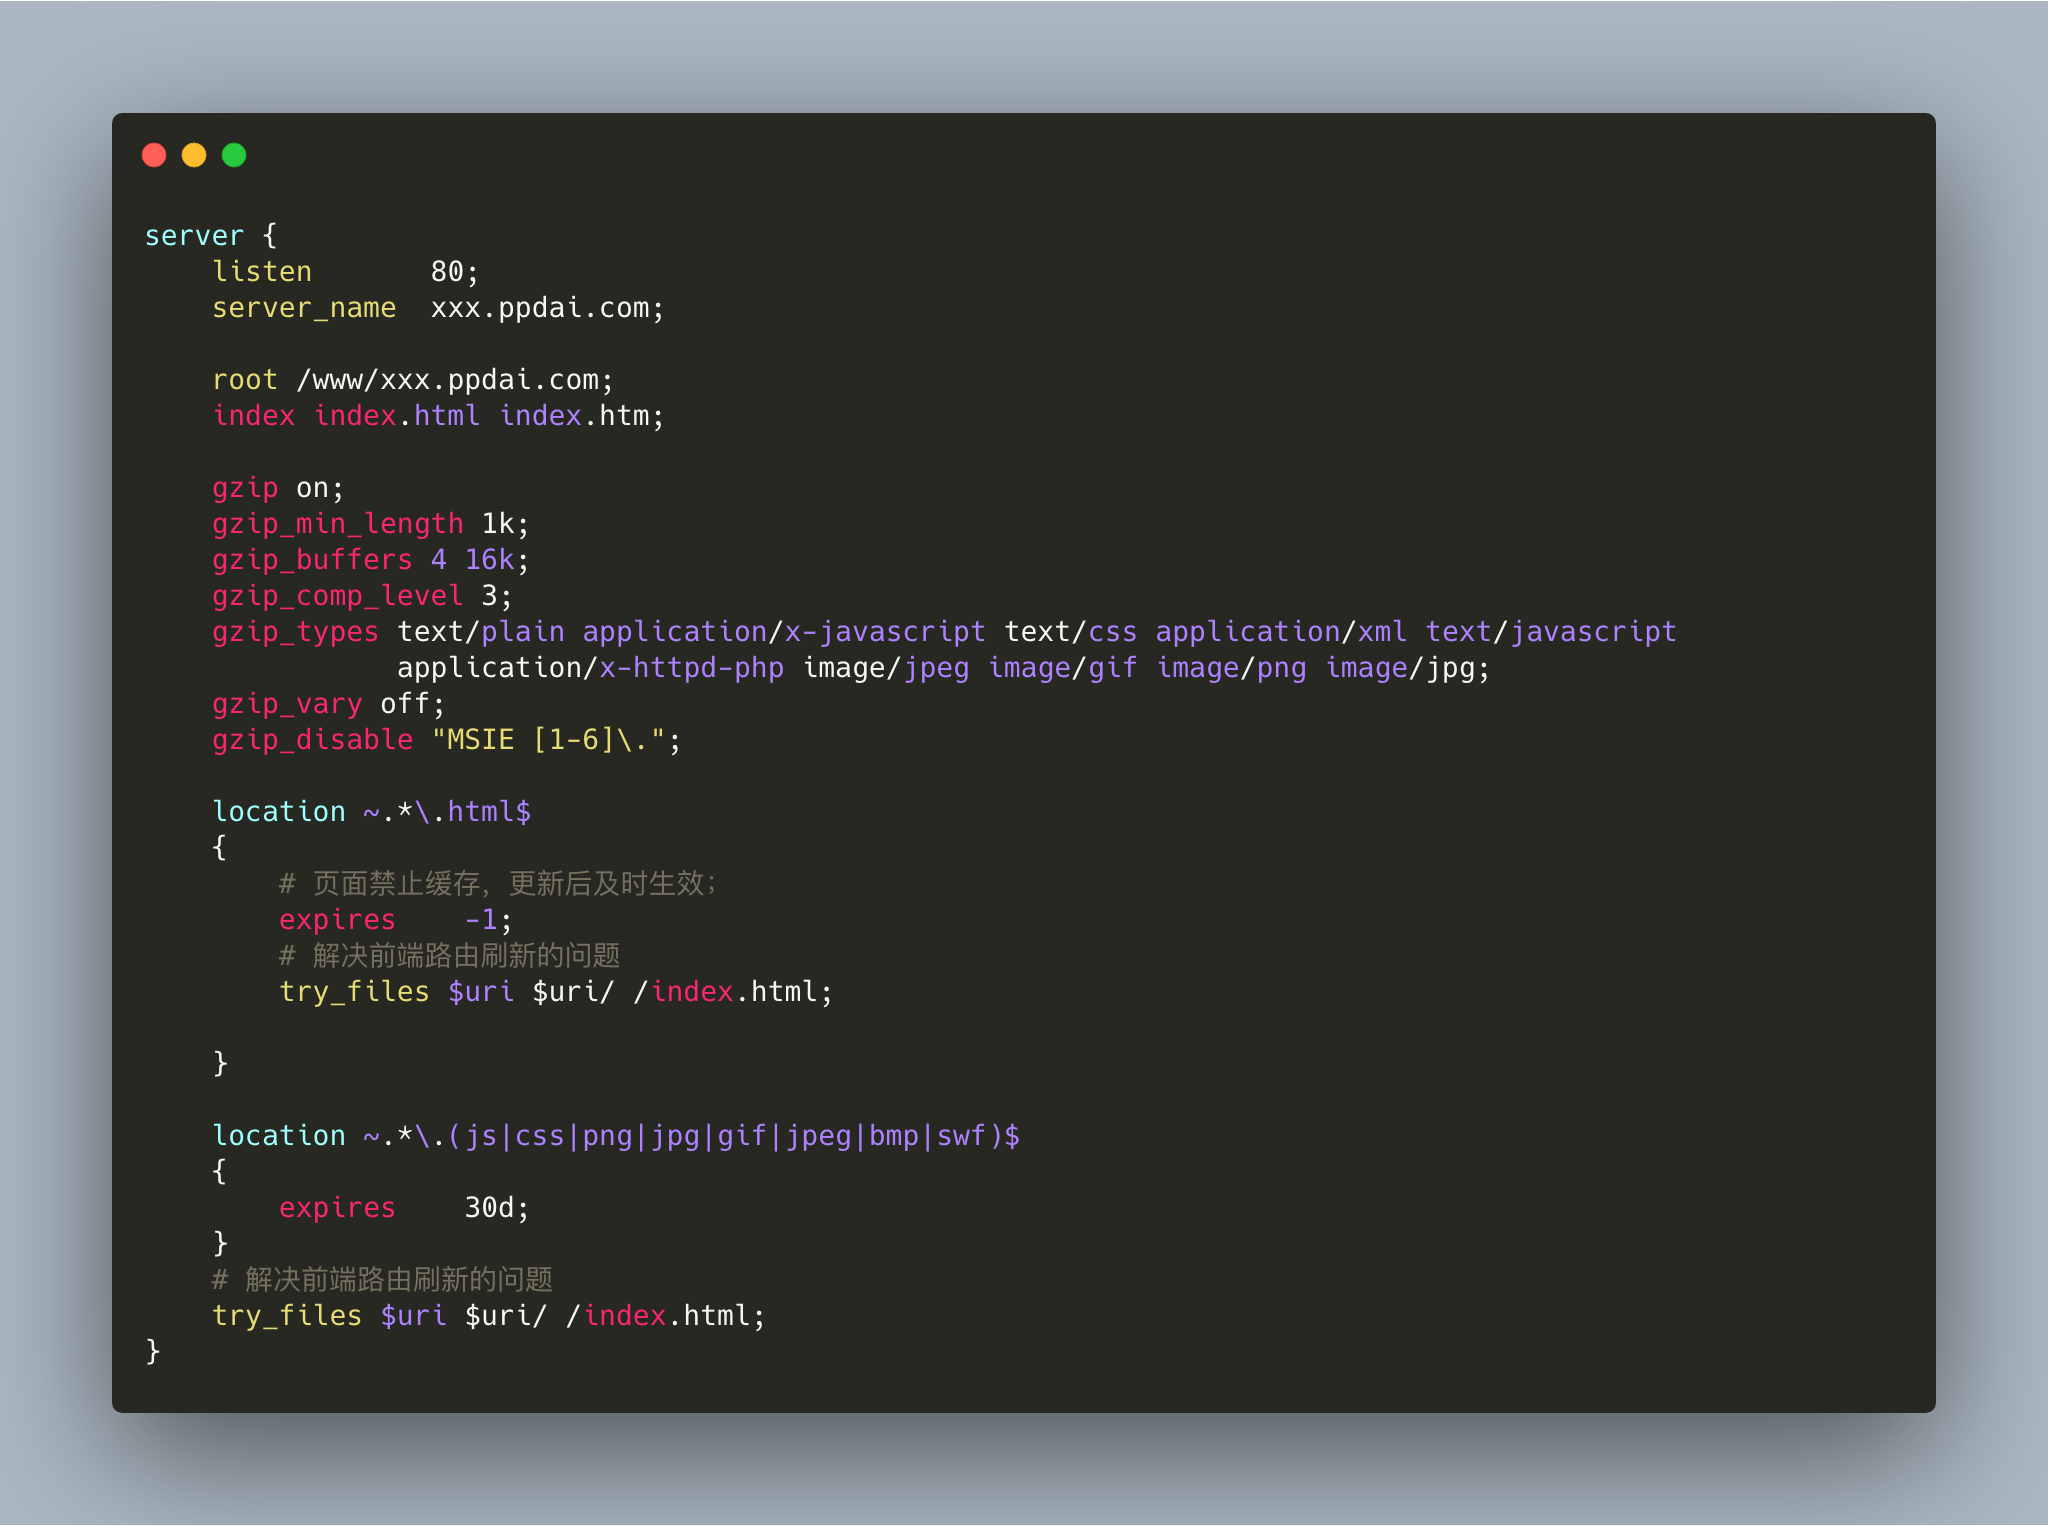 server {
    listen       80;
    server_name  xxx.ppdai.com;
    root /www/xxx.ppdai.com;
    index index.html index.htm;
    gzip on;
    gzip_min_length 1k;
    gzip_buffers 4 16k;
    gzip_comp_level 3;
    gzip_types text/plain application/x-javascript text/css application/xml text/javascript
               application/x-httpd-php image/jpeg image/gif image/png image/jpg;
    gzip_vary off;
    gzip_disable "MSIE [1-6]\.";
    location ~.*\.html$
    {
        # 页面禁止缓存，更新后及时生效；
        expires    -1;
        # 解决前端路由刷新的问题
        try_files $uri $uri/ /index.html;
    }
    location ~.*\.(js|css|png|jpg|gif|jpeg|bmp|swf)$
    {
        expires    30d;
    }
    # 解决前端路由刷新的问题
    try_files $uri $uri/ /index.html;
}